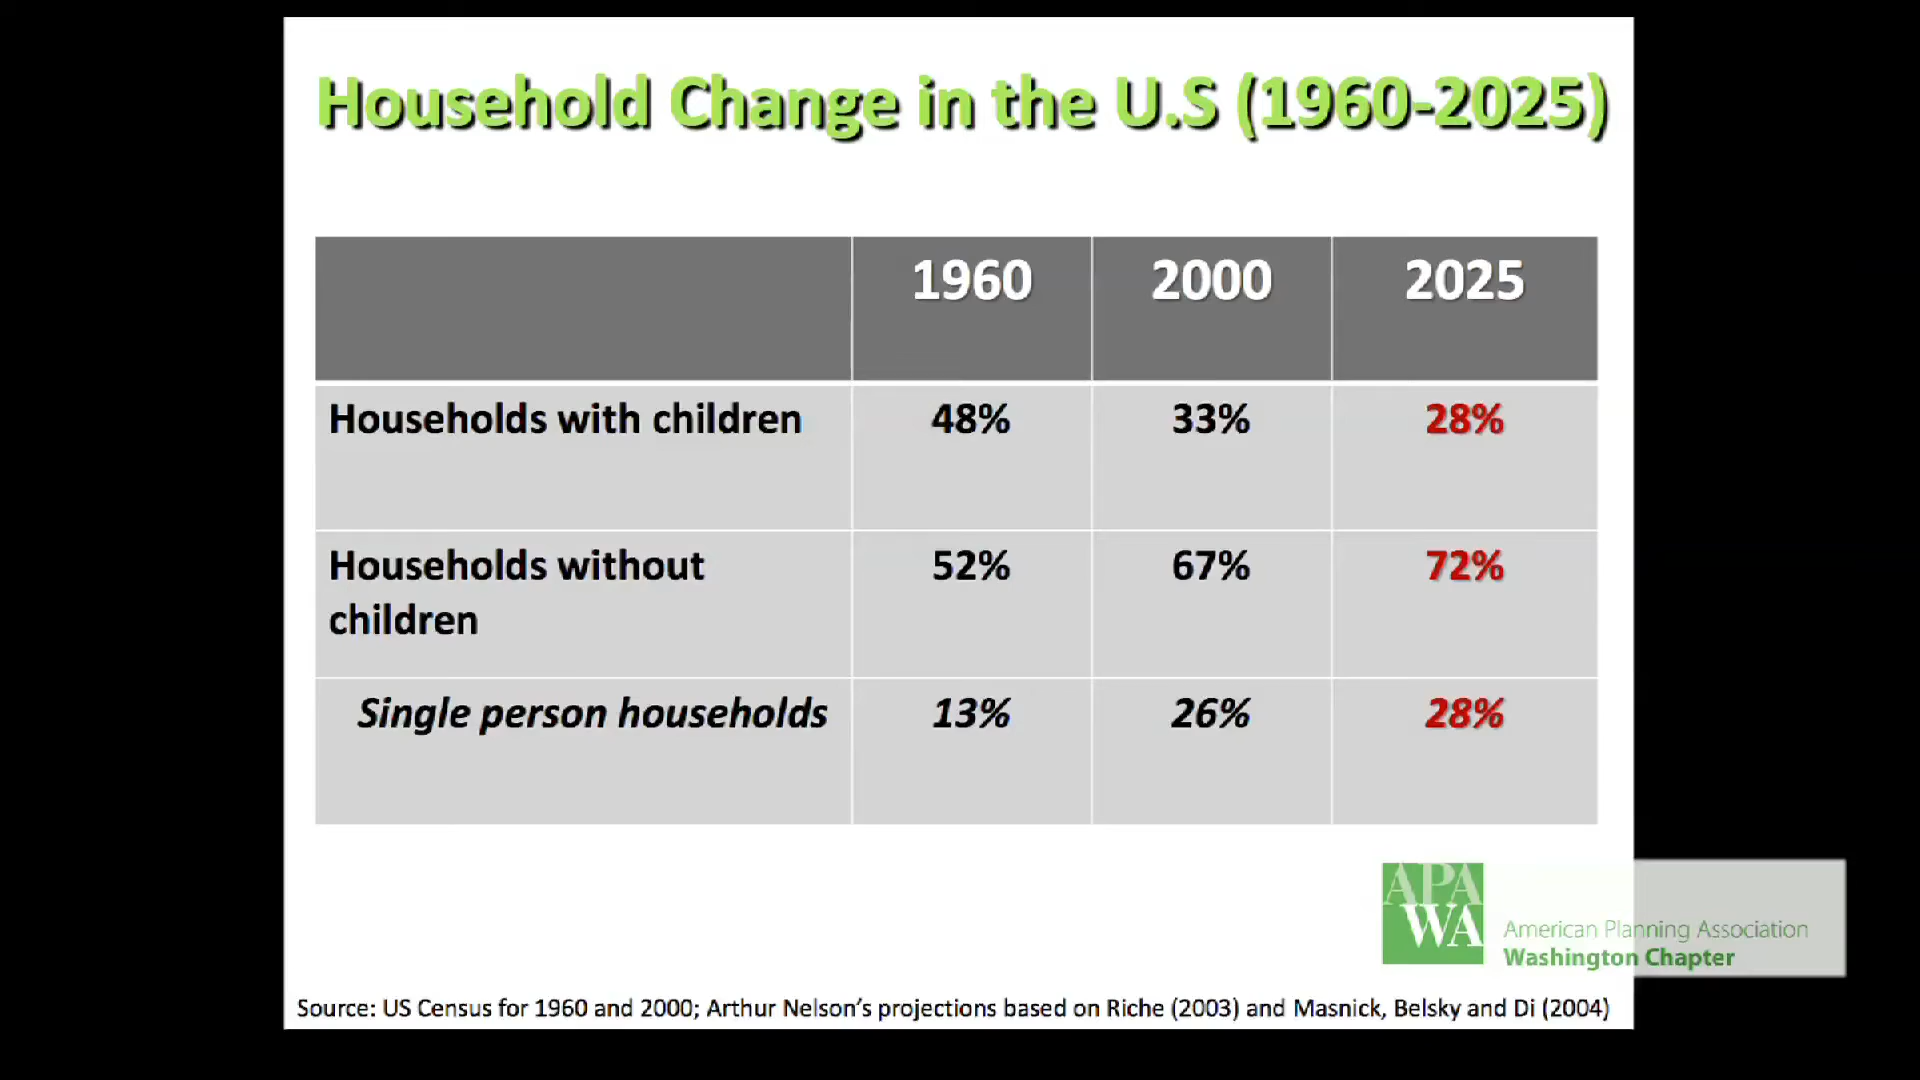 Household Change in the U.S (1960-2025)
1960 2000 2025
Households with children 48% 33% 28%
Households without 52% 67% 72%
children
Single person households 13% 26% 28%
APA
WA
American Planning Association
Washington Chapter
Source: US Census for 1960 and 2000; Arthur Nelson’s projections based on Riche (2003) and Masnick, Belsky and Di (2004)